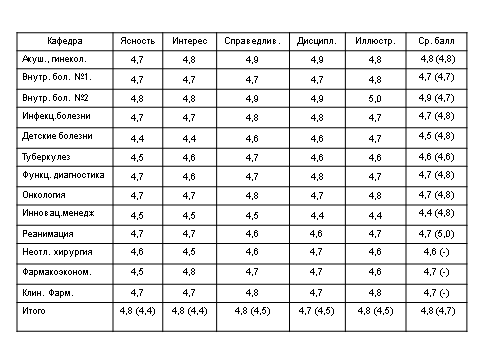 Кафедра Ясность Интерес Справедлив. Дисципл. Иллюстр. Ср. балл
Акуш., гинекол. 4,7 4,8 4,9 4,9 4,8 4,8 (4,8)
Внутр. бол. №1. 4,7 4,7 4,7 4,7 4,8 4,7 (4,7)
Внутр. бол. №2 4,8 4,8 4,9 4,9 5,0 4,9 (4,7)
Инфекц.болезни 4,7 4,7 4,8 4,8 4,7 4,7 (4,8)
Детские болезни 4,4 4,4 4,6 4,6 4,7 4,5 (4,8)
Туберкулез 4,5 4,6 4,7 4,6 4,6 4,6 (4,6)
Функц. диагностика 4,7 4,6 4,7 4,8 4,7 4,7 (4,8)
Онкология 4,7 4,7 4,8 4,7 4,8 4,7 (4,8)
Инновац.менедж 4,5 4,5 4,5 4,4 4,4 4,4 (4,8)
Реанимация 4,7 4,7 4,6 4,6 4,7 4,7 (5,0)
Неотл. хирургия 4,6 4,5 4,7 4,7 4,6 4,6 (-)
Фармакоэконом. 4,5 4,8 4,7 4,7 4,6 4,7 (-)
Клин. Фарм. 4,7 4,7 4,8 4,7 4,8 4,7 (-)
Итого 4,8 (4,4) 4,8 (4,4) 4,8 (4,5) 4,7 (4,5) 4,8 (4,5) 4,8 (4,7)